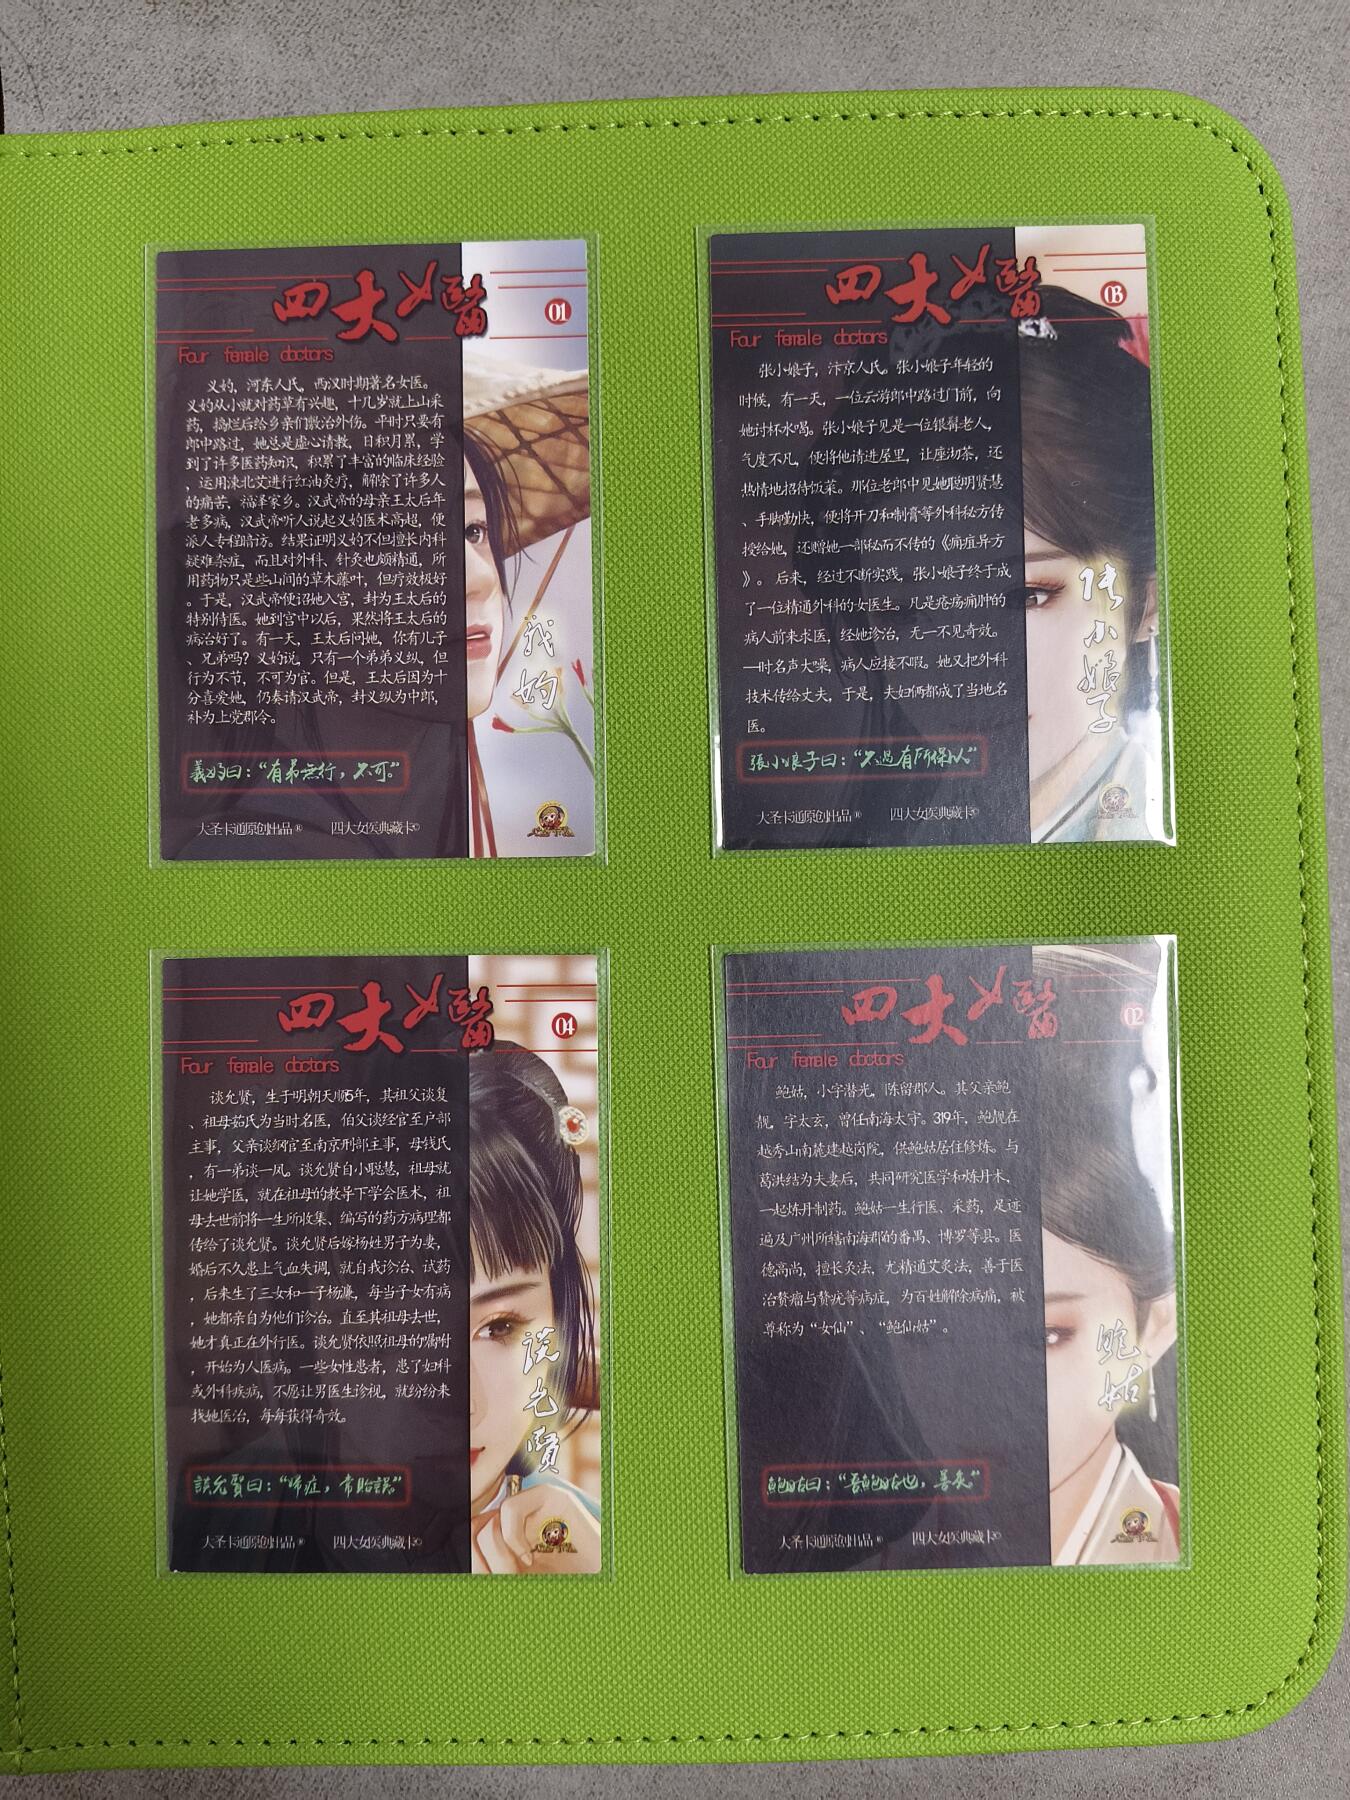 四大女醫
01
Four female doctors
义妁，河东人氏，西汉时期著名女医。
义妁从小就对药草有兴趣，十几岁就上山采
药，捣烂后给乡亲们敷治外伤。平时只要有
郎中路过，她总是虚心请教，日积月累，学
到了许多医药知识，积累了丰富的临床经验
、运用涑北艾进行红油灸疗，解除了许多人
的痛苦，福泽家乡。汉武帝的母亲王太后年
老多病，汉武帝听人说起义妁医术高超，便
派人专程暗访。结果证明义妁不但擅长内科
疑难杂症，而且对外科、针灸也颇精通，所
用药物只是些山间的草木藤叶，但疗效极好
。于是，汉武帝便诏她入宫，封为王太后的
特别侍医。她到宫中以后，果然将王太后的
病治好了。有一天，王太后问她，你有儿子
、兄弟吗？义妁说，只有一个弟弟义纵，但
行为不节，不可为官。但是，王太后因为十
分喜爱她，仍奏请汉武帝，封义纵为中郎，
补为上党郡令。
義妁曰：“有弟無行，不可。”
大圣卡通原创出品® 四大女医典藏卡©
四大女醫
03
Four female doctors
张小娘子，汴京人氏。张小娘子年轻的
时候，有一天，一位云游郎中路过门前，向
她讨杯水喝。张小娘子见是一位银髯老人，
气度不凡，便将他请进屋里，让座沏茶，还
热情地招待饭菜。那位老郎中见她聪明贤慧
、手脚勤快，便将开刀和制膏等外科秘方传
授给她，还赠她一部秘而不传的《痈疽异方
》。后来，经过不断实践，张小娘子终于成
了一位精通外科的女医生。凡是疮疡痈肿的
病人前来求医，经她诊治，无一不见奇效。
一时名声大噪，病人应接不暇。她又把外科
技术传给丈夫，于是，夫妇俩都成了当地名
医。
张小娘子
張小娘子曰：“不過有所保以”
大圣卡通原创出品® 四大女医典藏卡©
四大女醫
04
Four female doctors
谈允贤，生于明朝天顺5年，其祖父谈复
、祖母茹氏为当时名医，伯父谈经官至户部
主事，父亲谈纲官至南京刑部主事，母钱氏
，有一弟谈一凤。谈允贤自小聪慧，祖母就
让她学医，就在祖母的教导下学会医术，祖
母去世前将一生所收集、编写的药方病理都
传给了谈允贤。谈允贤后嫁杨姓男子为妻，
婚后不久患上气血失调，就自我诊治、试药
，后来生了三女和一子杨濂，每当子女有病
，她都亲自为他们诊治。直至其祖母去世，
她才真正在外行医。谈允贤依照祖母的嘱咐
，开始为人医病。一些女性患者，患了妇科
或外科疾病，不愿让男医生诊视，就纷纷来
找她医治，每每获得奇效。
談允賢
談允賢曰：“啼症，常貽誤”
大圣卡通原创出品® 四大女医典藏卡©
四大女醫
02
Four female doctors
鲍姑，小字潜光，陈留郡人。其父亲鲍
靓，字太玄，曾任南海太守。319年，鲍靓在
越秀山南麓建越岗院，供鲍姑居住修炼。与
葛洪结为夫妻后，共同研究医学和炼丹术，
一起炼丹制药。鲍姑一生行医、采药，足迹
遍及广州所辖南海郡的番禺、博罗等县。医
德高尚，擅长灸法，尤精通艾灸法，善于医
治赘瘤与赘疣等病症，为百姓解除病痛，被
尊称为“女仙”、“鲍仙姑”。
鲍姑
鲍姑曰：“吾鲍姑也，善灸”
大圣卡通原创出品® 四大女医典藏卡©